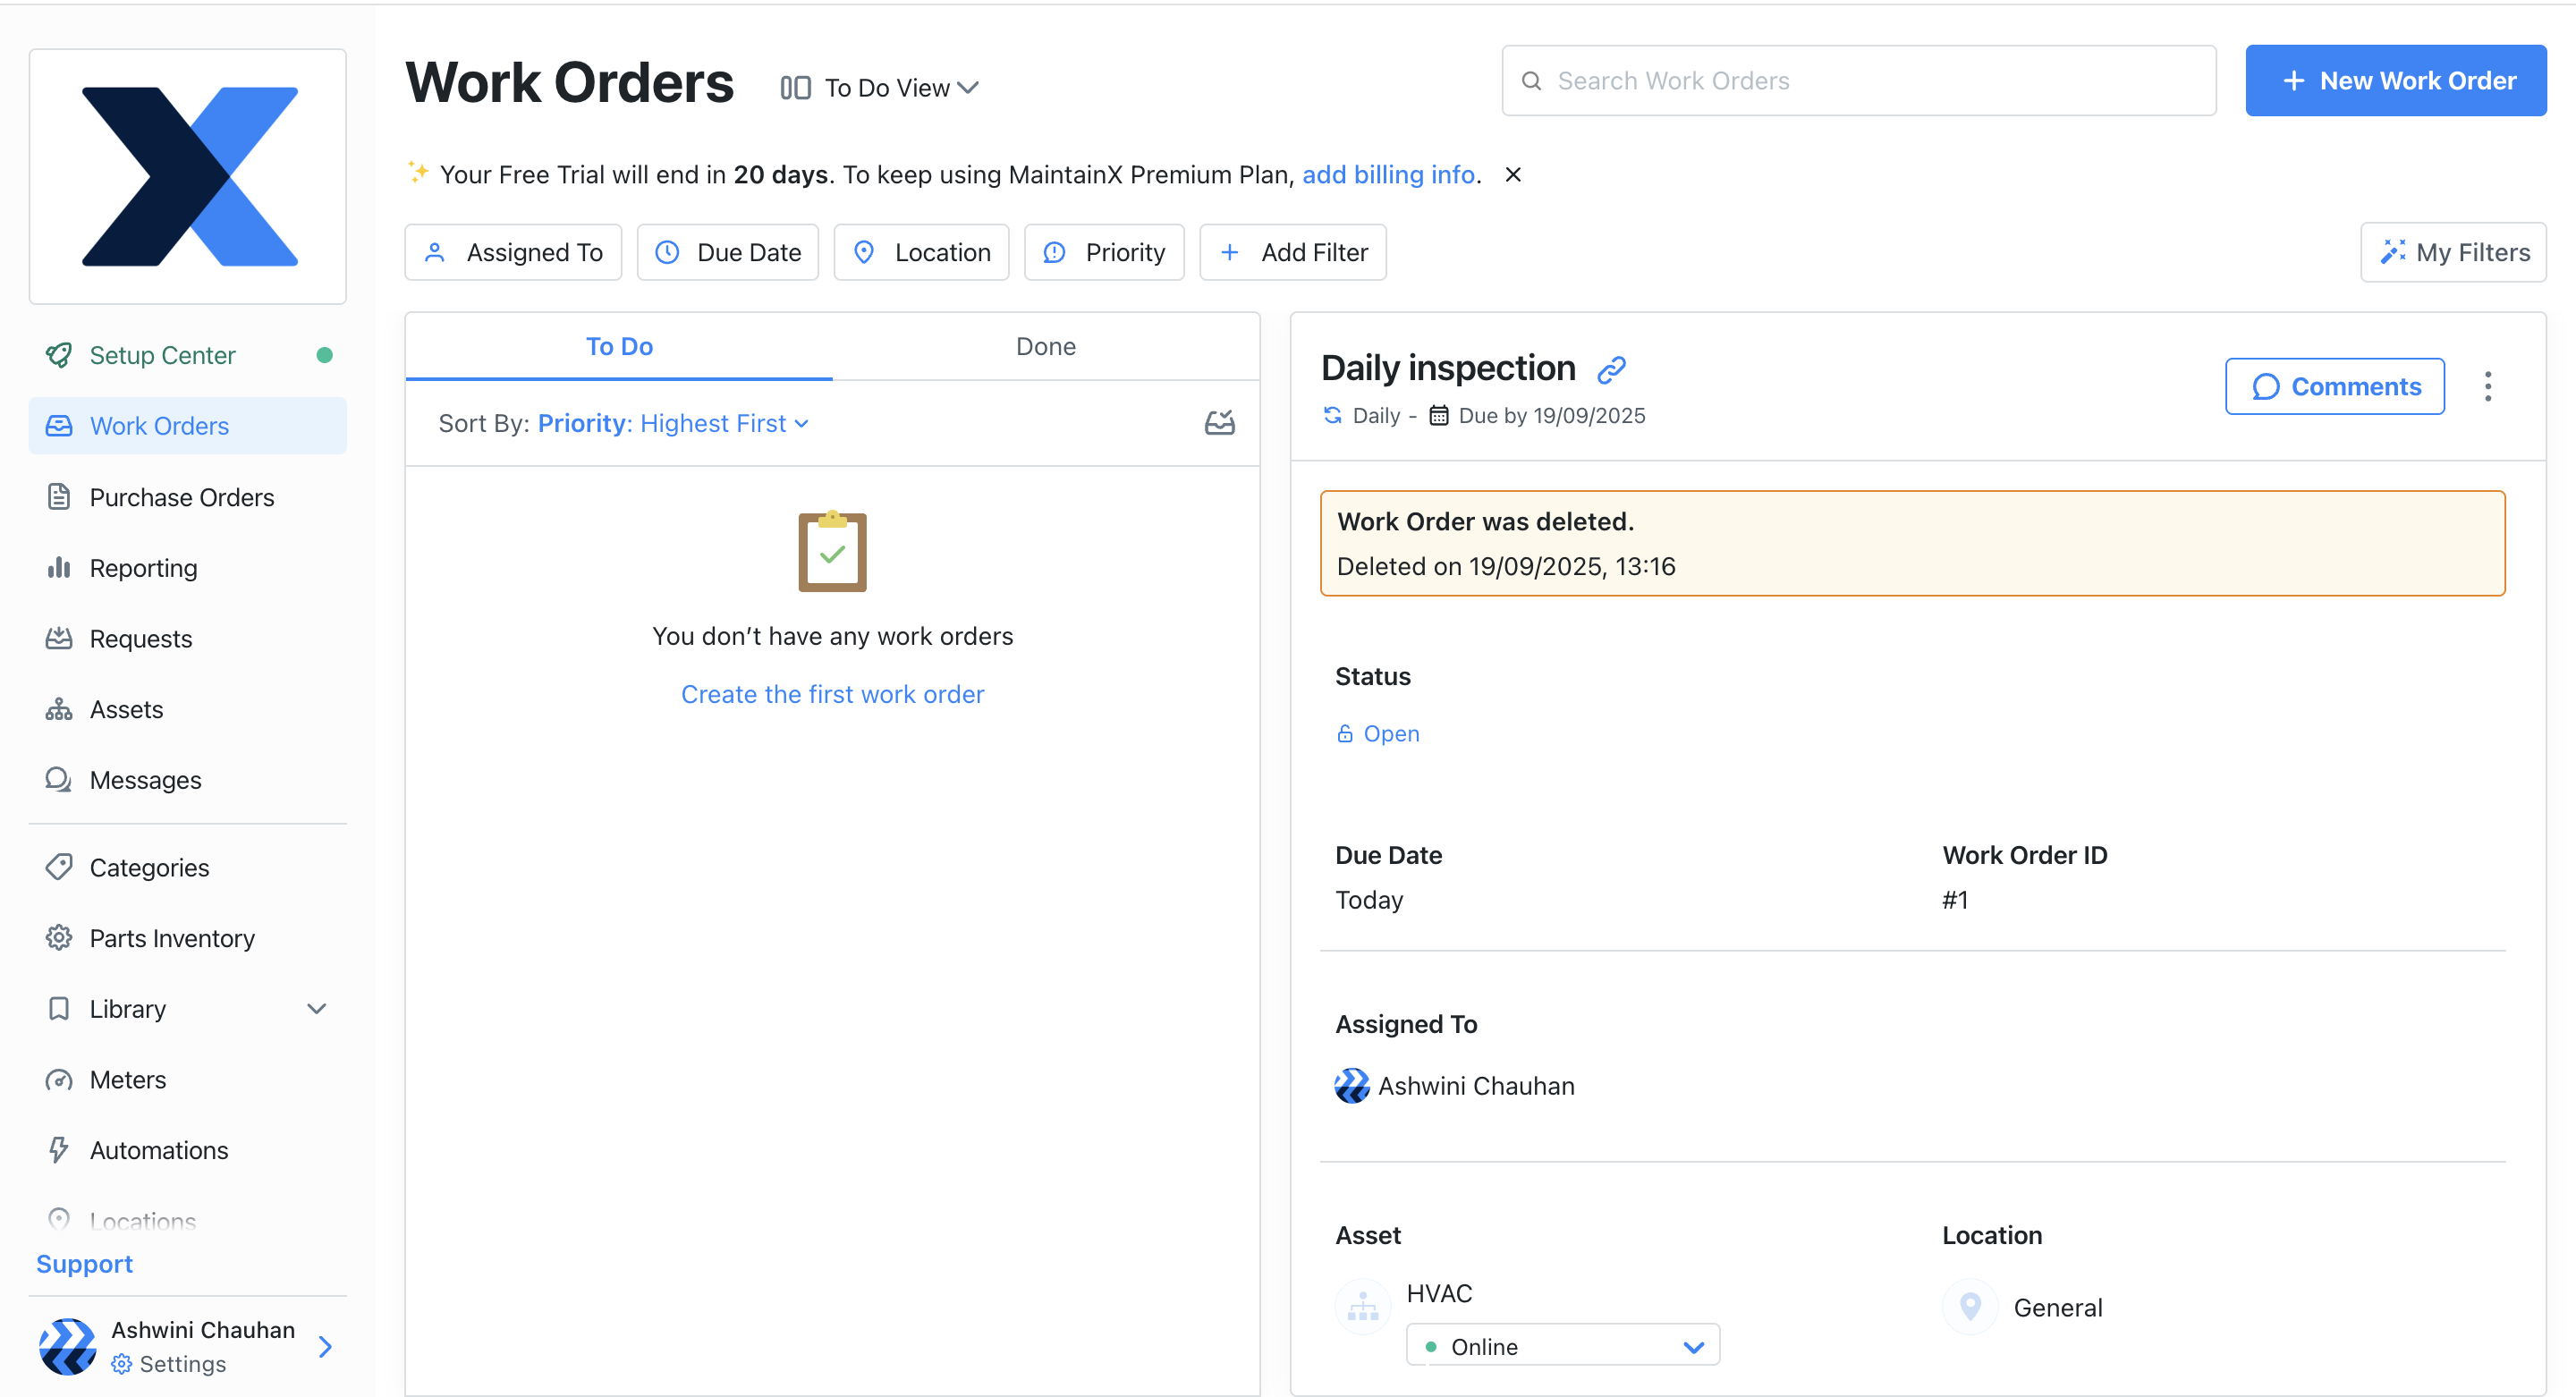 Work Orders
To Do View
Search Work Orders
New Work Order
Your Free Trial will end in 20 days. To keep using MaintainX Premium Plan, add billing info.
Assigned To
Due Date
Location
Priority
Add Filter
My Filters
Setup Center
Work Orders
Purchase Orders
Reporting
Requests
Assets
Messages
Categories
Parts Inventory
Library
Meters
Automations
Locations
Support
Ashwini Chauhan
Settings
To Do
Done
Sort By: Priority: Highest First
You don’t have any work orders
Create the first work order
Daily inspection
Daily - Due by 19/09/2025
Comments
Work Order was deleted.
Deleted on 19/09/2025, 13:16
Status
Open
Due Date
Today
Work Order ID
#1
Assigned To
Ashwini Chauhan
Asset
HVAC
Online
Location
General